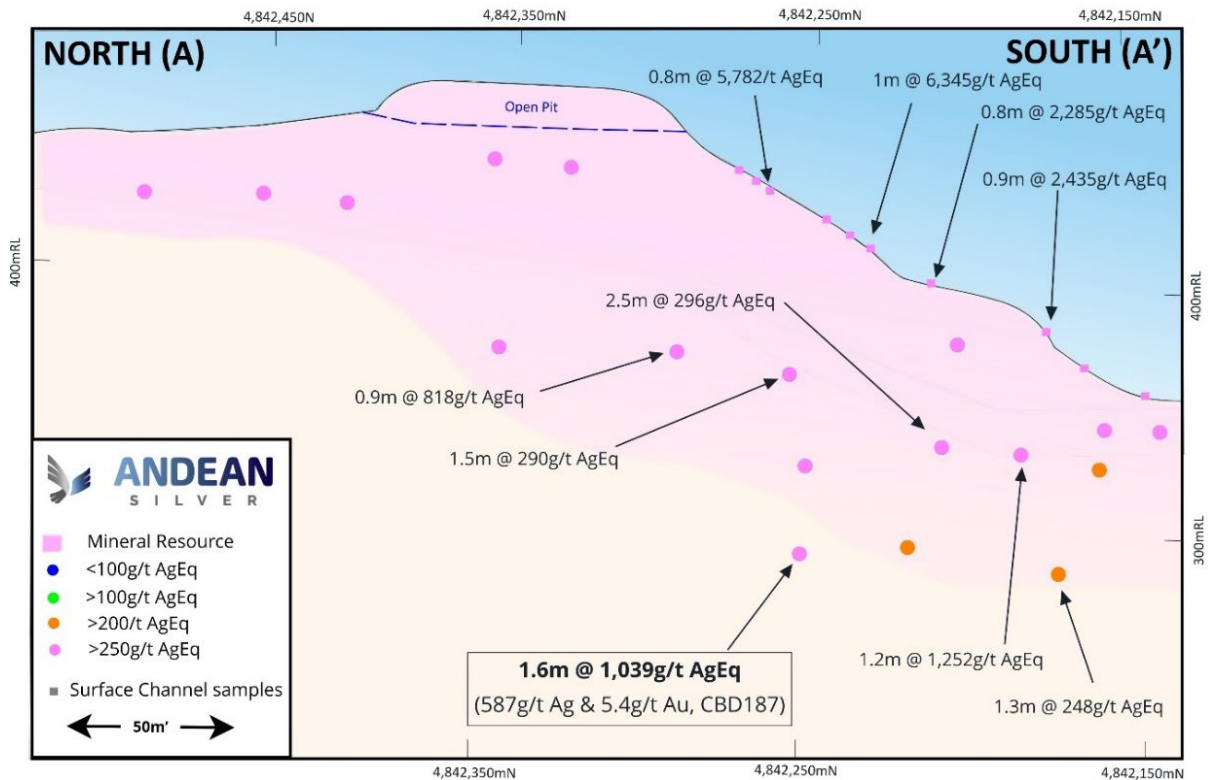 4,842,450mN
4,842,350mN
4,842,250mN
4,842,150mN
NORTH (A)
SOUTH (A’)
0.8m @ 5,782/t AgEq
1m @ 6,345g/t AgEq
Open Pit
0.8m @ 2,285g/t AgEq
0.9m @ 2,435g/t AgEq
400mRL
400mRL
2.5m @ 296g/t AgEq
0.9m @ 818g/t AgEq
1.5m @ 290g/t AgEq
ANDEAN
SILVER
Mineral Resource
<100g/t AgEq
>100g/t AgEq
>200/t AgEq
>250g/t AgEq
Surface Channel samples
50m'
300mRL
1.6m @ 1,039g/t AgEq
(587g/t Ag & 5.4g/t Au, CBD187)
1.2m @ 1,252g/t AgEq
1.3m @ 248g/t AgEq
4,842,350mN
4,842,250mN
4,842,150mN